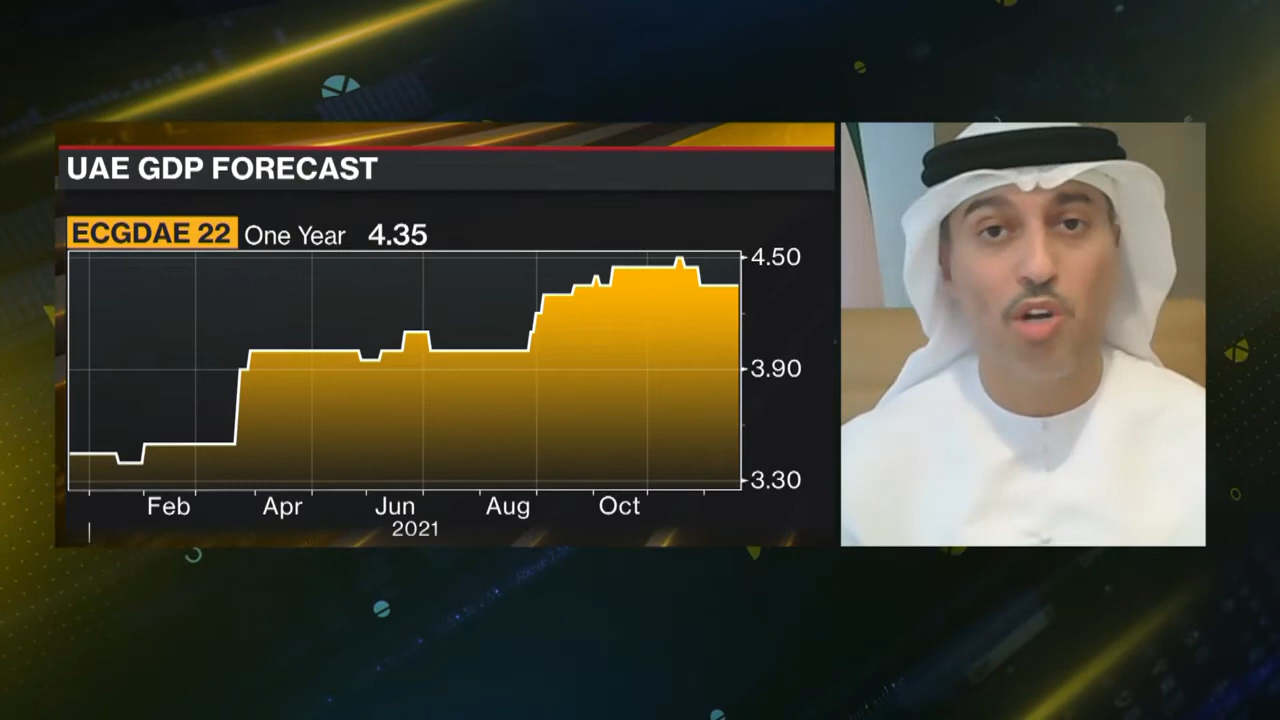 UAE GDP FORECAST
ECGDAE 22 One Year 4.35
4.50
3.90
3.30
Feb Apr Jun Aug Oct
2021